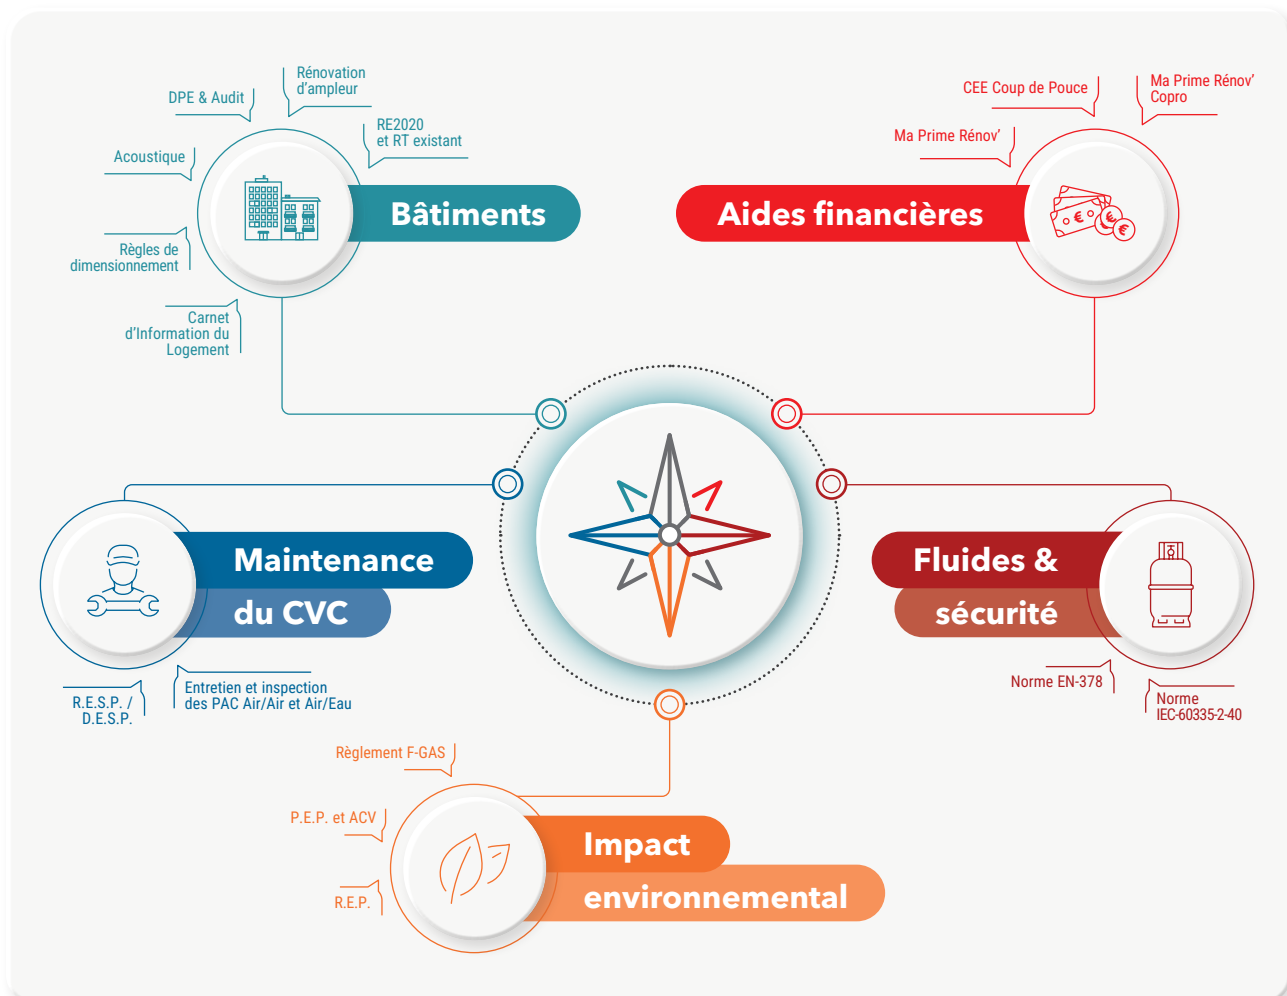 Rénovation
d'ampleur
DPE & Audit
RE2020
et RT existant
Acoustique
Bâtiments
Règles de
dimensionnement
Carnet
d'Information du
Logement
CEE Coup de Pouce
Ma Prime Rénov'
Copro
Ma Prime Rénov'
Aides financières
Maintenance
du CVC
R.E.S.P. /
D.E.S.P.
Entretien et inspection
des PAC Air/Air et Air/Eau
Fluides &
sécurité
Norme EN-378
Norme
IEC-60335-2-40
Règlement F-GAS
P.E.P. et ACV
R.E.P.
Impact
environnemental